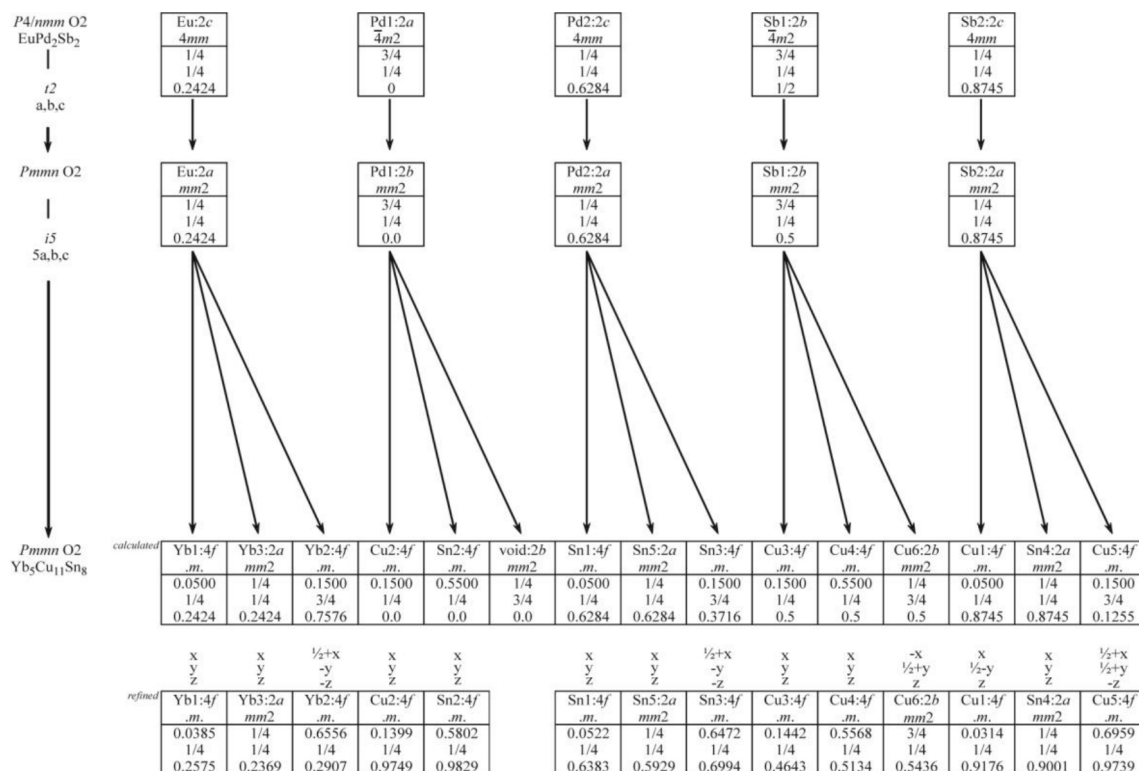 P4/nmm O2
EuPd2Sb2
t2
a,b,c
Pmmn O2
i5
5a,b,c
Pmmn O2
Yb5Cu11Sn8
Eu:2c Pd1:2a Pd2:2c Sb1:2b Sb2:2c
4mm 4̅m2 4mm 4̅m2 4mm
1/4 3/4 1/4 3/4 1/4
1/4 1/4 1/4 1/4 1/4
0.2424 0 0.6284 1/2 0.8745
Eu:2a Pd1:2b Pd2:2a Sb1:2b Sb2:2a
mm2 mm2 mm2 mm2 mm2
1/4 3/4 1/4 3/4 1/4
1/4 1/4 1/4 1/4 1/4
0.2424 0.0 0.6284 0.5 0.8745
calculated Yb1:4f Yb3:2a Yb2:4f Cu2:4f Sn2:4f void:2b Sn1:4f Sn5:2a Sn3:4f Cu3:4f Cu4:4f Cu6:2b Cu1:4f Sn4:2a Cu5:4f
.m. mm2 .m. .m. .m. mm2 .m. mm2 .m. .m. .m. mm2 .m. mm2 .m.
0.0500 1/4 0.1500 0.1500 0.5500 1/4 0.0500 1/4 0.1500 0.1500 0.5500 1/4 0.0500 1/4 0.1500
1/4 1/4 3/4 1/4 1/4 3/4 1/4 1/4 3/4 1/4 1/4 3/4 1/4 1/4 3/4
0.2424 0.2424 0.7576 0.0 0.0 0.0 0.6284 0.6284 0.3716 0.5 0.5 0.5 0.8745 0.8745 0.1255
x x ½+x x x x x ½+x x x -x x x ½+x
y y -y y y y y -y y y ½+y ½-y y ½+y
z z -z z z z z -z z z z z z -z
refined Yb1:4f Yb3:2a Yb2:4f Cu2:4f Sn2:4f Sn1:4f Sn5:2a Sn3:4f Cu3:4f Cu4:4f Cu6:2b Cu1:4f Sn4:2a Cu5:4f
.m. mm2 .m. .m. .m. .m. mm2 .m. .m. .m. mm2 .m. mm2 .m.
0.0385 1/4 0.6556 0.1399 0.5802 0.0522 1/4 0.6472 0.1442 0.5568 3/4 0.0314 1/4 0.6959
1/4 1/4 1/4 1/4 1/4 1/4 1/4 1/4 1/4 1/4 1/4 1/4 1/4 1/4
0.2575 0.2369 0.2907 0.9749 0.9829 0.6383 0.5929 0.6994 0.4643 0.5134 0.5436 0.9176 0.9001 0.9739